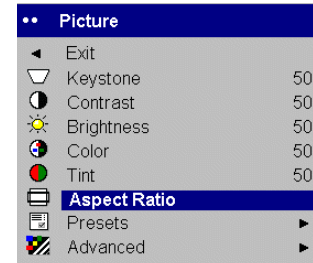 Picture
Exit
Keystone 50
Contrast 50
Brightness 50
Color 50
Tint 50
Aspect Ratio
Presets
Advanced